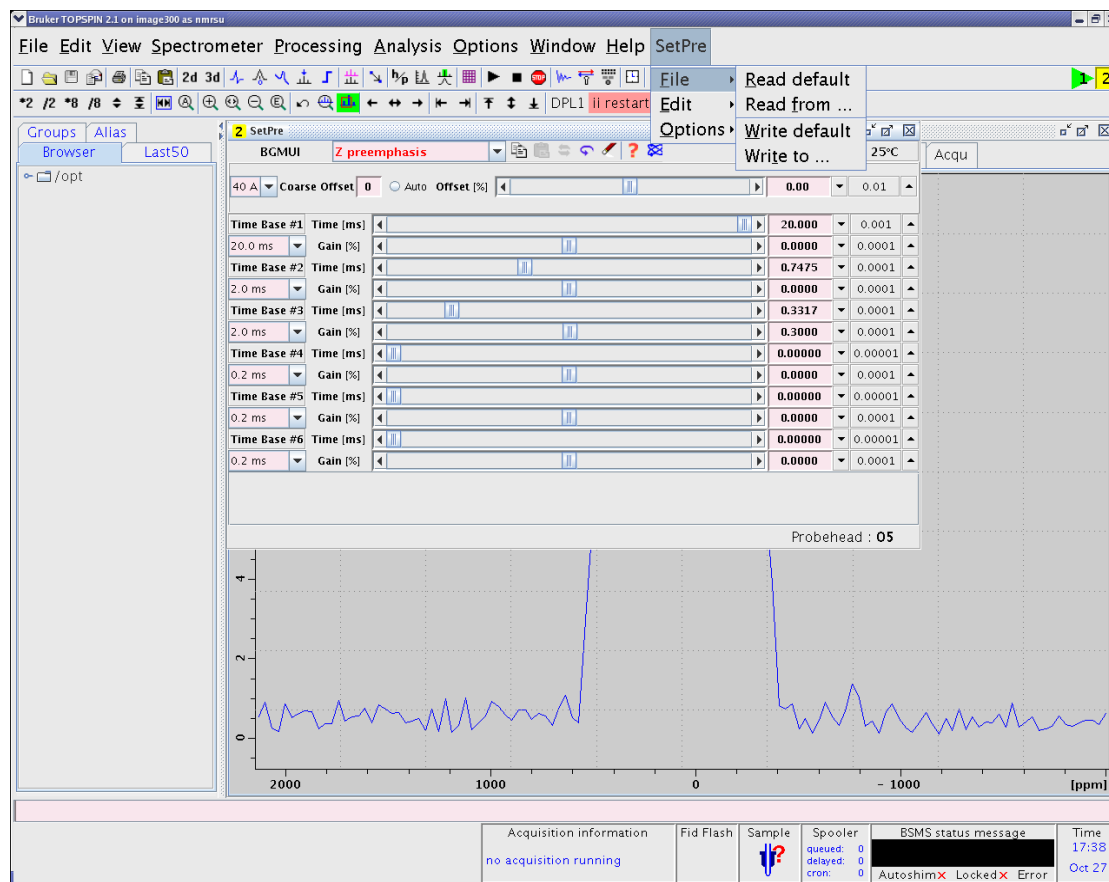 Bruker TOPSPIN 2.1 on image300 as nmrsu
File Edit View Spectrometer Processing Analysis Options Window Help SetPre
2d 3d
File Read default
1 2
*2 /2 *8 /8 DPL1 ii restart
Edit Read from ...
Options Write default
Write to ...
Groups Alias
Browser Last50
/opt
2 SetPre
BGMUI Z preemphasis ? 25°C
Acqu
40 A Coarse Offset 0 Auto Offset [%] 0.00 0.01
Time Base #1 Time [ms] 20.000 0.001
20.0 ms Gain [%] 0.0000 0.0001
Time Base #2 Time [ms] 0.7475 0.0001
2.0 ms Gain [%] 0.0000 0.0001
Time Base #3 Time [ms] 0.3317 0.0001
2.0 ms Gain [%] 0.3000 0.0001
Time Base #4 Time [ms] 0.00000 0.00001
0.2 ms Gain [%] 0.0000 0.0001
Time Base #5 Time [ms] 0.00000 0.00001
0.2 ms Gain [%] 0.0000 0.0001
Time Base #6 Time [ms] 0.00000 0.00001
0.2 ms Gain [%] 0.0000 0.0001
Probehead : 05
4
2
0
2000 1000 0 - 1000 [ppm]
Acquisition information Fid Flash Sample Spooler BSMS status message Time
no acquisition running
queued: 0
delayed: 0
cron: 0
Autoshim Locked Error
17:38
Oct 27